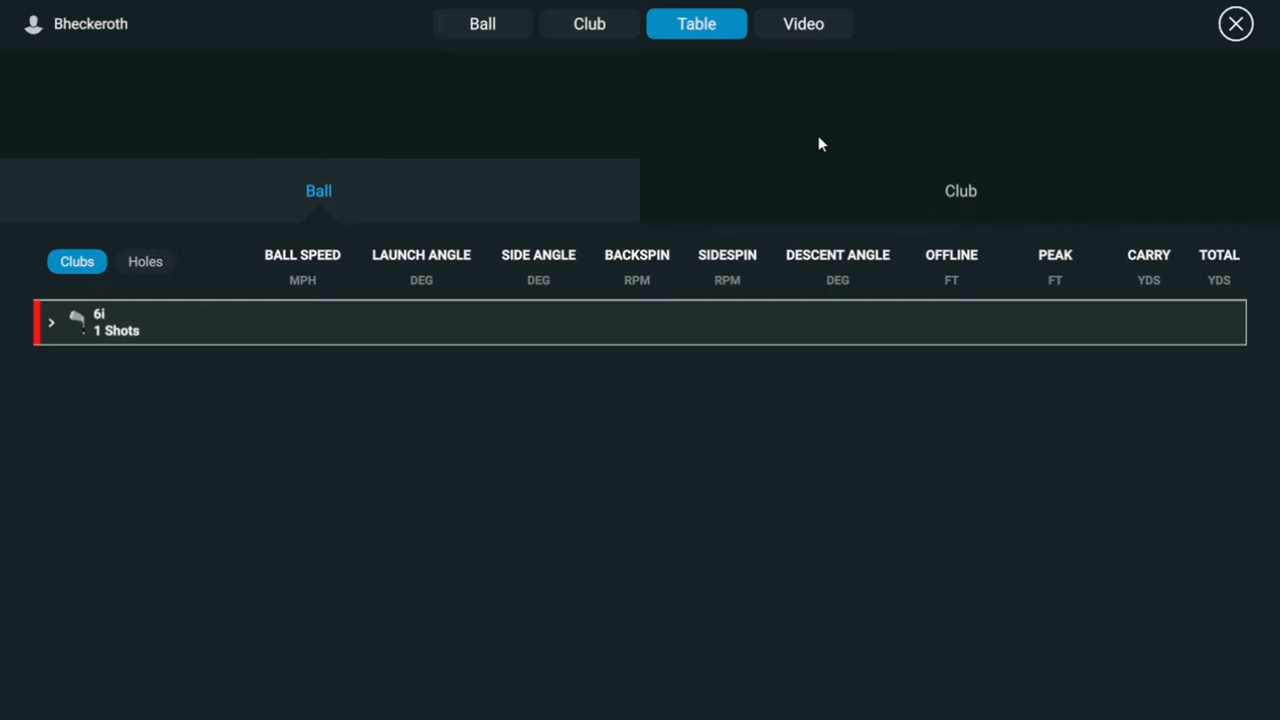 Bheckeroth
Ball
Club
Table
Video
Ball
Club
Clubs
Holes
BALL SPEED
MPH
LAUNCH ANGLE
DEG
SIDE ANGLE
DEG
BACKSPIN
RPM
SIDESPIN
RPM
DESCENT ANGLE
DEG
OFFLINE
FT
PEAK
FT
CARRY
YDS
TOTAL
YDS
6i
1 Shots